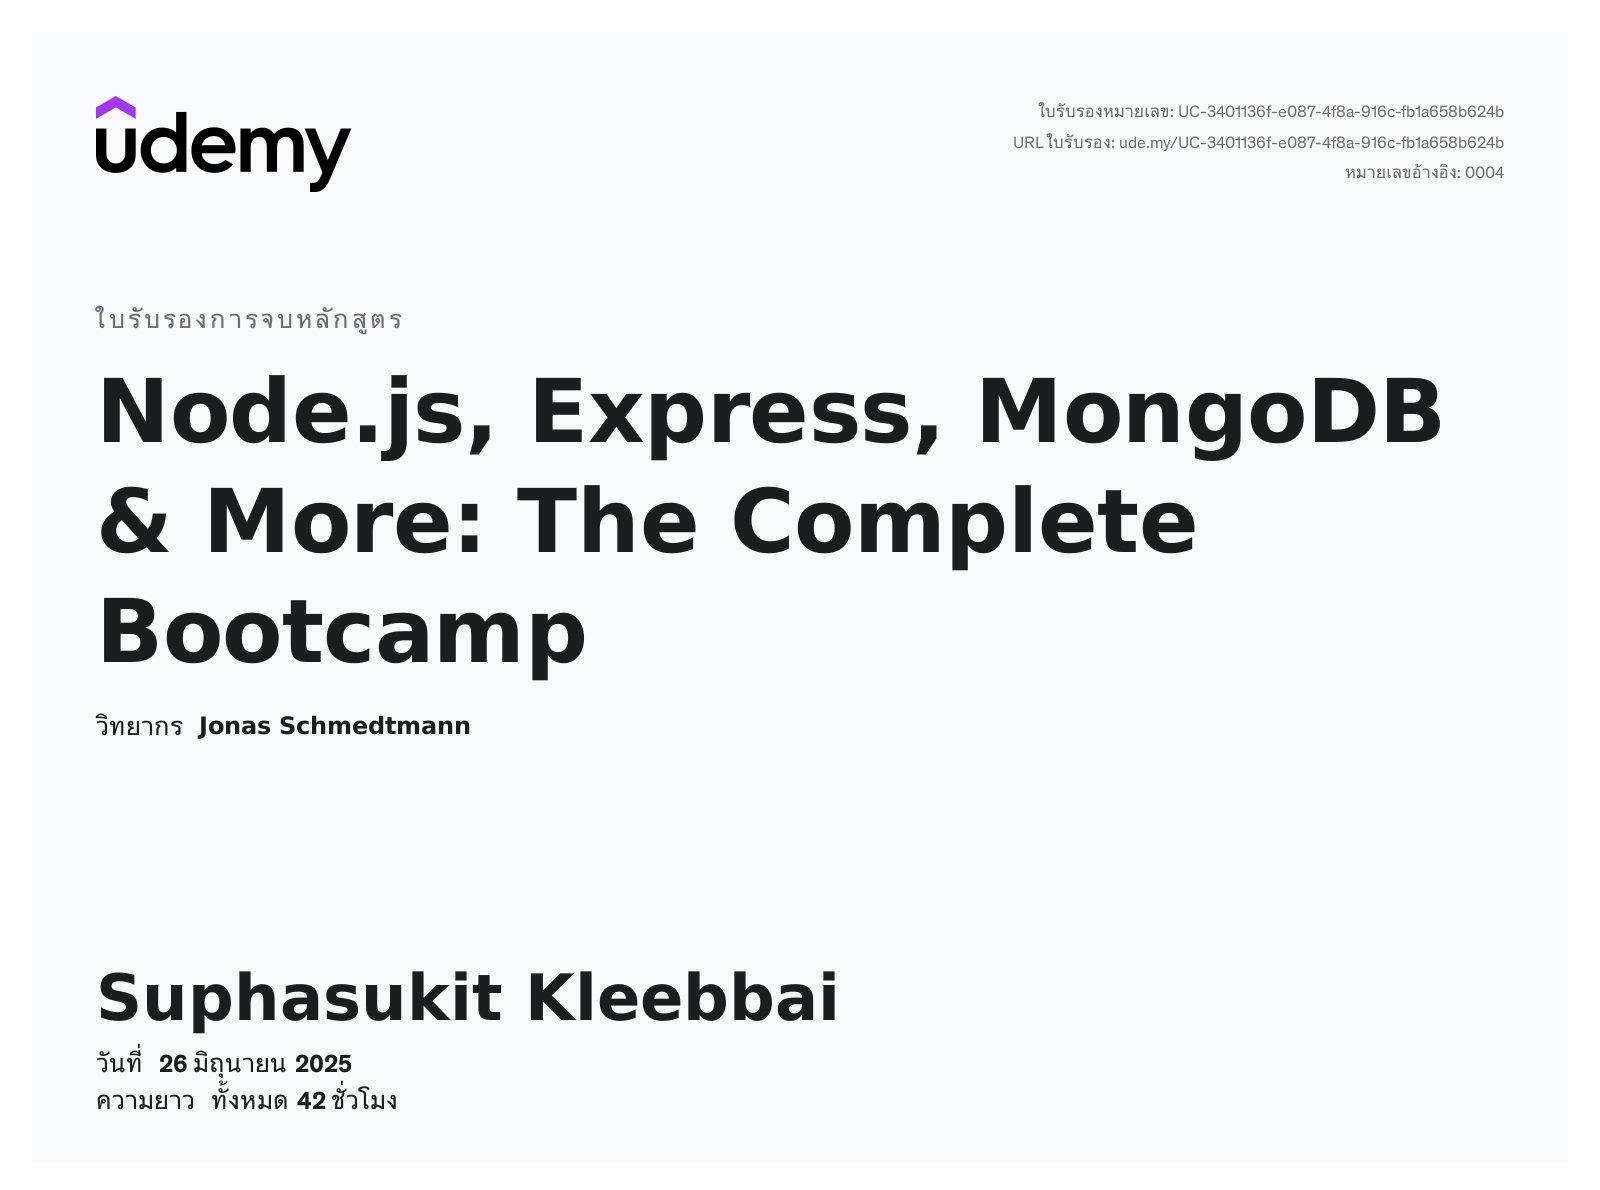 udemy
ใบรับรองหมายเลข: UC-3401136f-e087-4f8a-916c-fb1a658b624b
URLใบรับรอง: ude.my/UC-3401136f-e087-4f8a-916c-fb1a658b624b
หมายเลขอ้างอิง: 0004
ใบรับรองการจบหลักสูตร
Node.js, Express, MongoDB
& More: The Complete
Bootcamp
วิทยากร Jonas Schmedtmann
Suphasukit Kleebbai
วันที่ 26 มิถุนายน 2025
ความยาว ทั้งหมด 42 ชั่วโมง